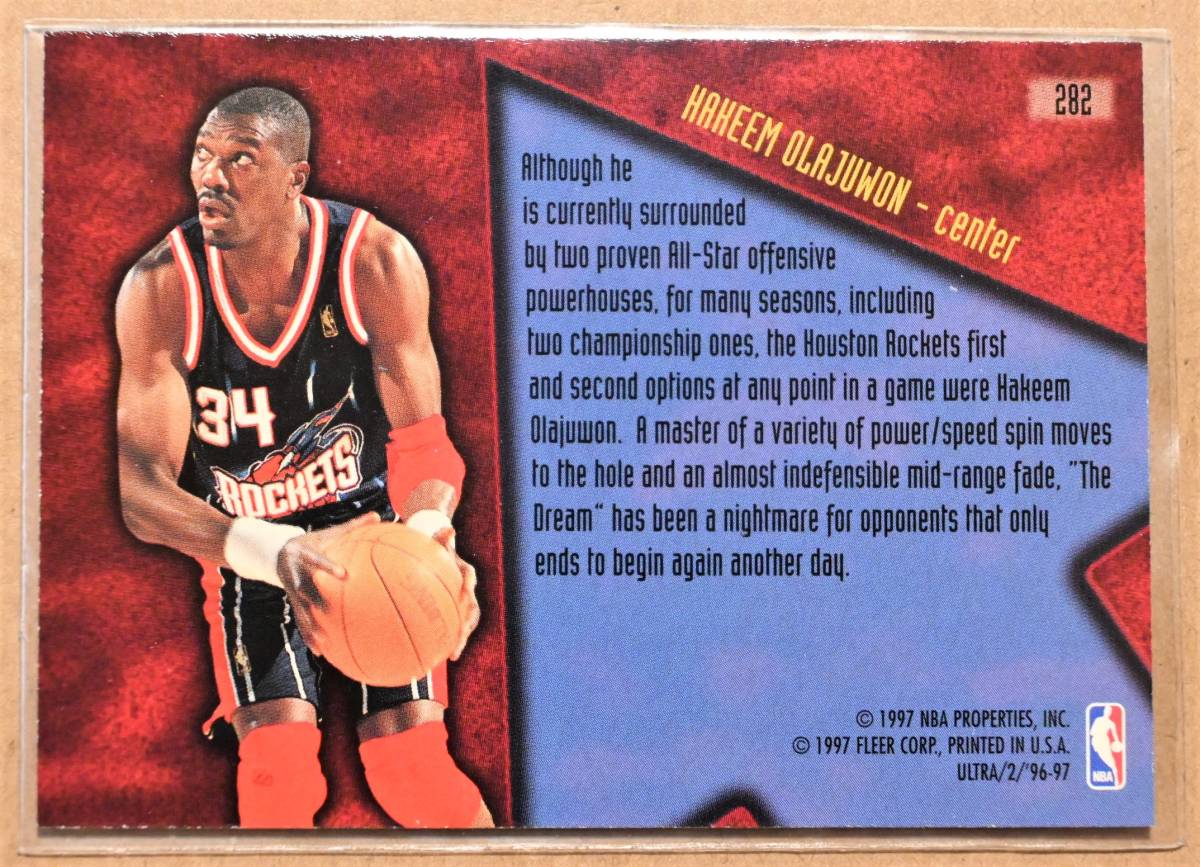 282
HAKEEM OLAJUWON - center
Although he
is currently surrounded
by two proven All-Star offensive
powerhouses, for many seasons, including
two championship ones, the Houston Rockets first
and second options at any point in a game were Hakeem
Olajuwon. A master of a variety of power/speed spin moves
to the hole and an almost indefensible mid-range fade, "The
Dream" has been a nightmare for opponents that only
ends to begin again another day.
34
ROCKETS
© 1997 NBA PROPERTIES, INC.
© 1997 FLEER CORP., PRINTED IN U.S.A.
ULTRA/2/'96-97
NBA